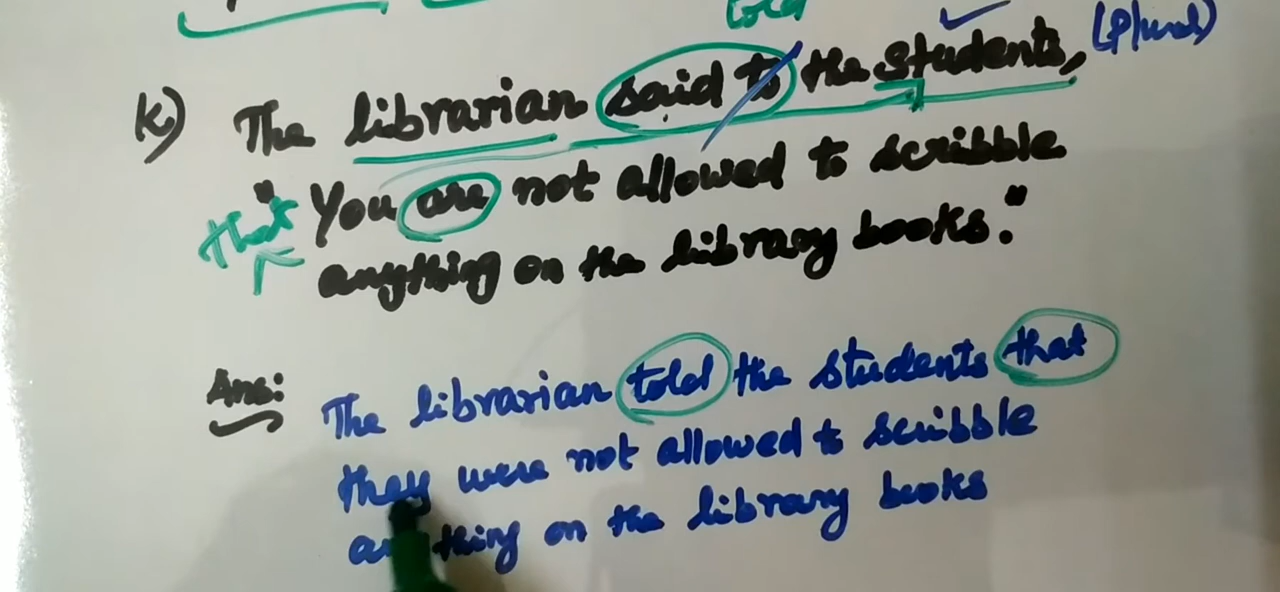 told
K) The librarian said to the students, (plural)
"You are not allowed to scribble
that
anything on the library books."
Ans: The librarian told the students that
they were not allowed to scribble
anything on the library books